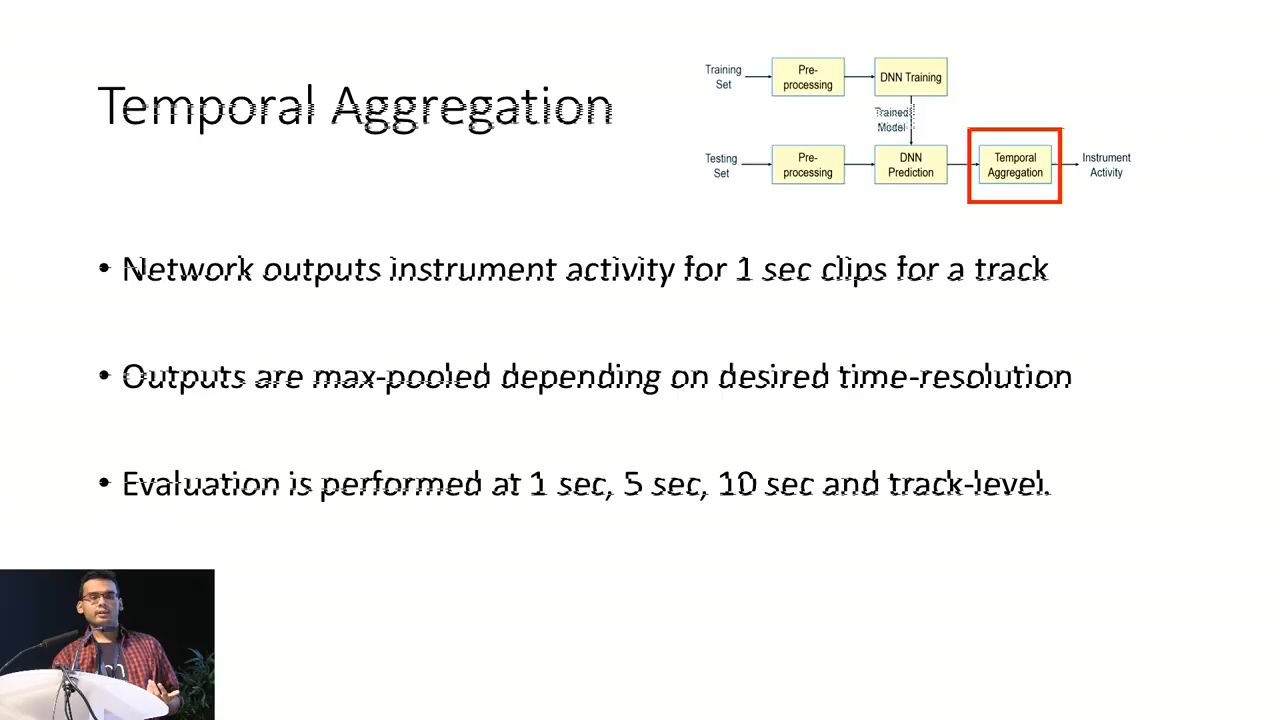 Temporal Aggregation
Training
Set
Pre-
processing
DNN Training
Trained
Model
Testing
Set
Pre-
processing
DNN
Prediction
Temporal
Aggregation
Instrument
Activity
• Network outputs instrument activity for 1 sec clips for a track
• Outputs are max-pooled depending on desired time-resolution
• Evaluation is performed at 1 sec, 5 sec, 10 sec and track-level.